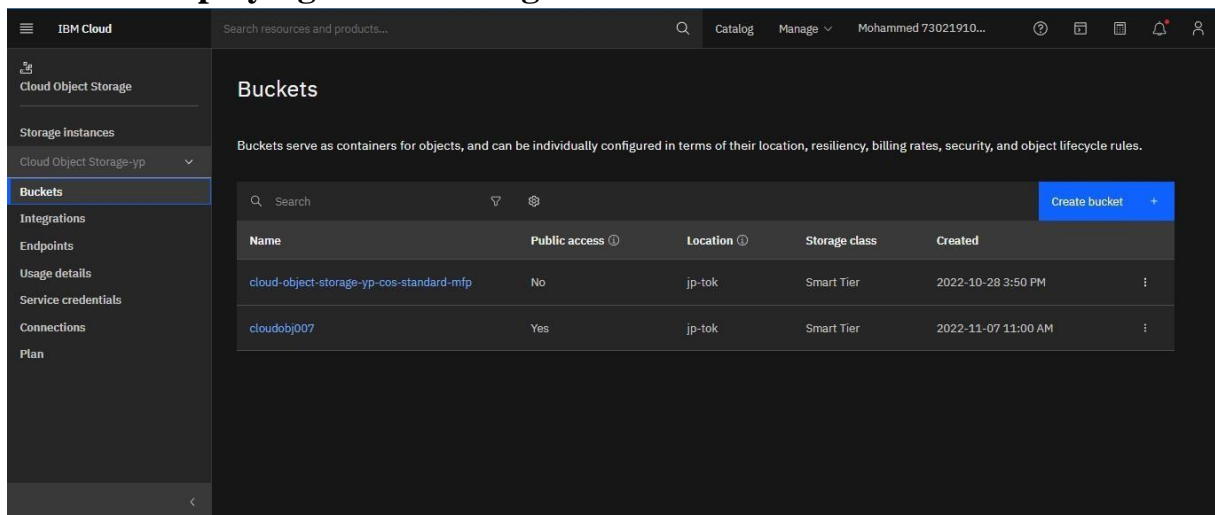 IBM Cloud
Search resources and products...
Catalog
Manage
Mohammed 73021910...
Cloud Object Storage
Storage instances
Cloud Object Storage-yp
Buckets
Integrations
Endpoints
Usage details
Service credentials
Connections
Plan
Buckets
Buckets serve as containers for objects, and can be individually configured in terms of their location, resiliency, billing rates, security, and object lifecycle rules.
Search
Create bucket +
Name Public access Location Storage class Created
cloud-object-storage-yp-cos-standard-mfp No jp-tok Smart Tier 2022-10-28 3:50 PM
cloudobj007 Yes jp-tok Smart Tier 2022-11-07 11:00 AM